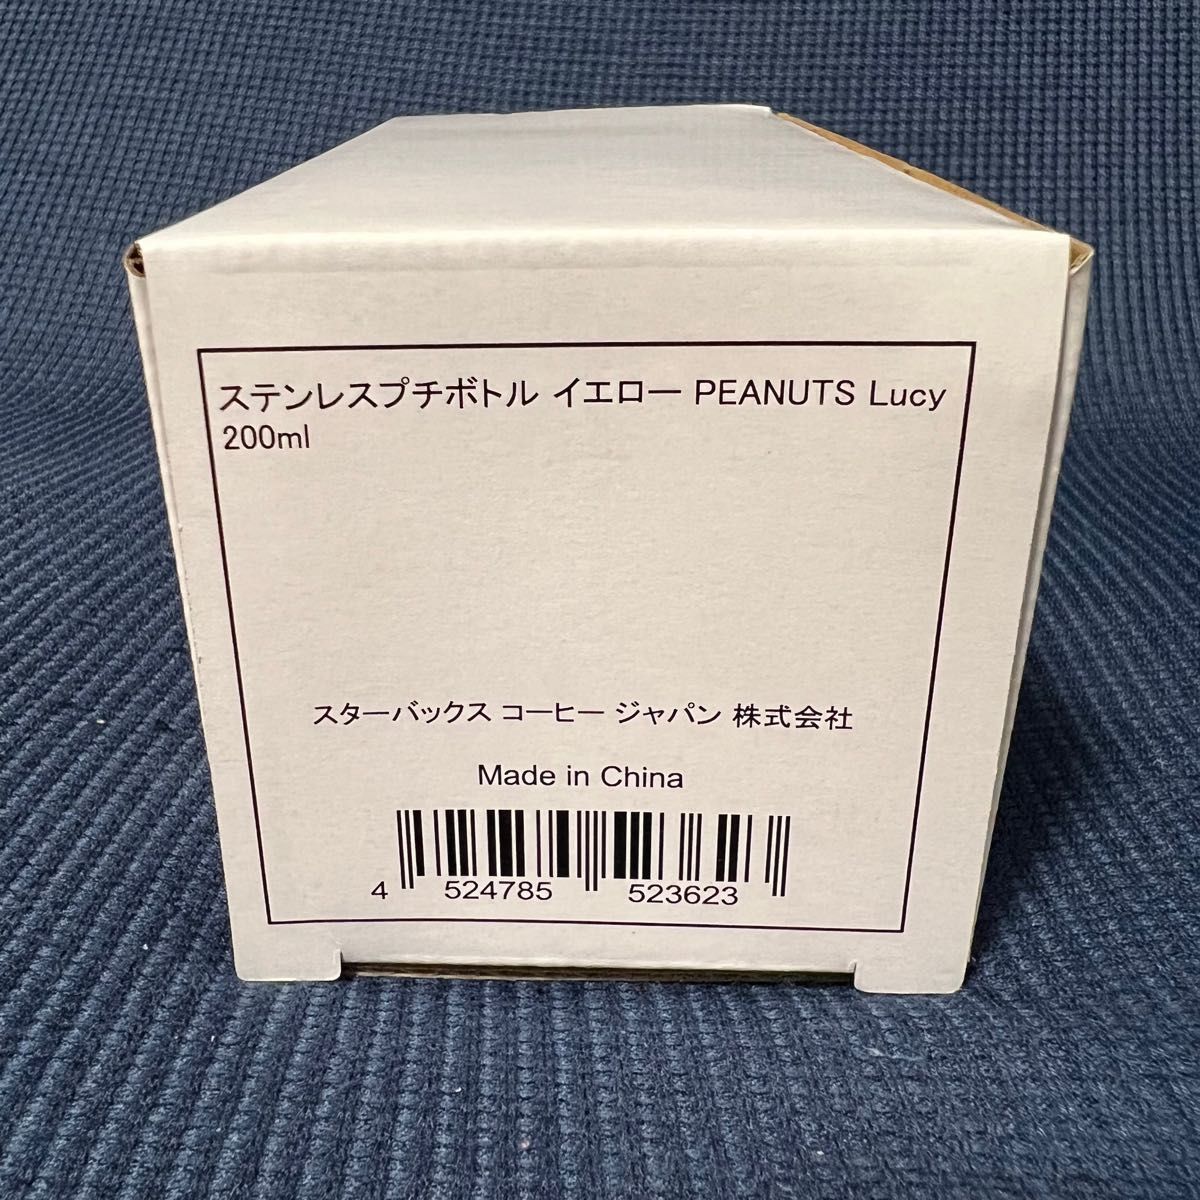 ステンレスプチボトル イエロー PEANUTS Lucy
200ml
スターバックス コーヒー ジャパン 株式会社
Made in China
4 524785 523623